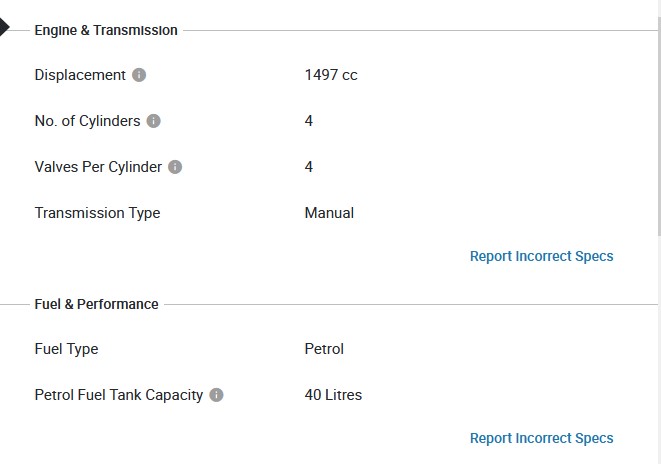 Engine & Transmission
Displacement 1497 cc
No. of Cylinders 4
Valves Per Cylinder 4
Transmission Type Manual
Report Incorrect Specs
Fuel & Performance
Fuel Type Petrol
Petrol Fuel Tank Capacity 40 Litres
Report Incorrect Specs